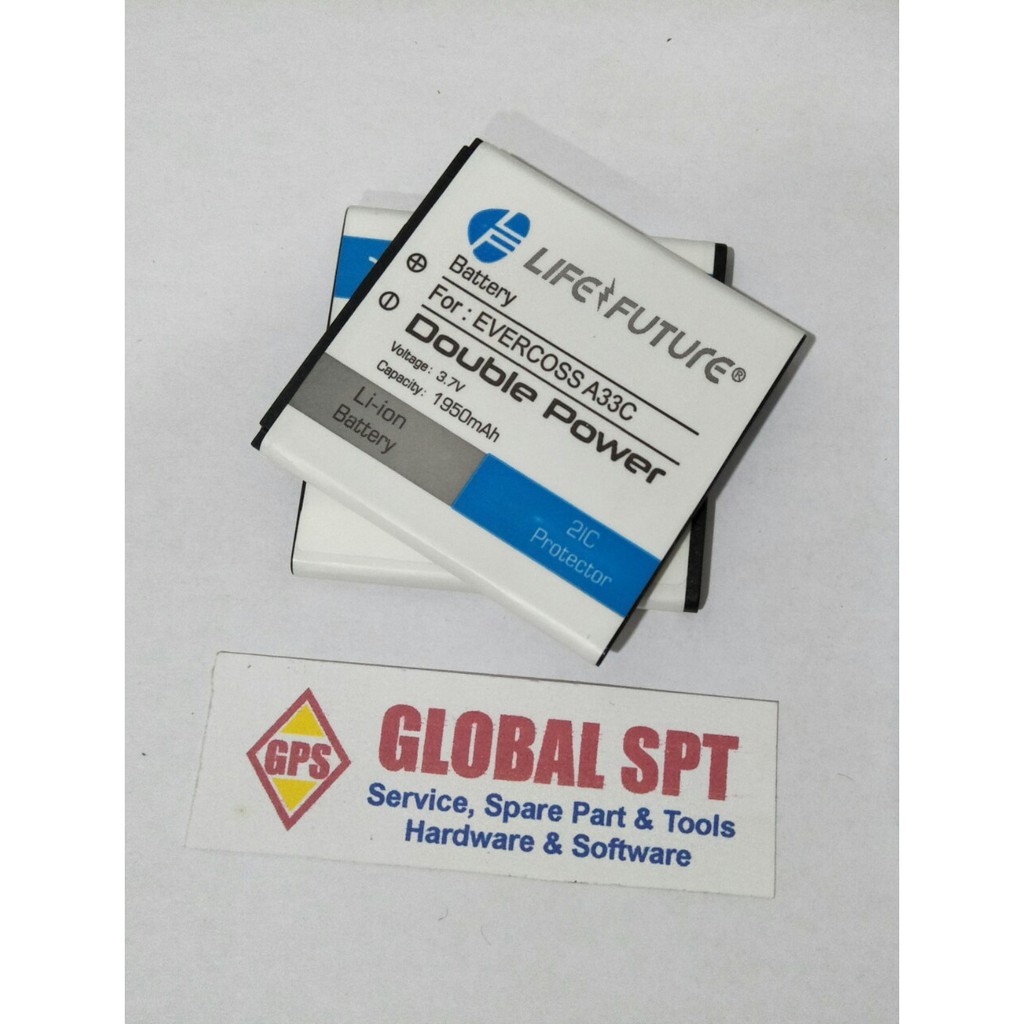 LF
LIFE FUTURE®
Battery
For : EVERCOSS A33C
Double Power
Voltage: 3.7V
Capacity: 1950mAh
Li-ion
Battery
2IC
Protector
GPS
GLOBAL SPT
Service, Spare Part & Tools
Hardware & Software